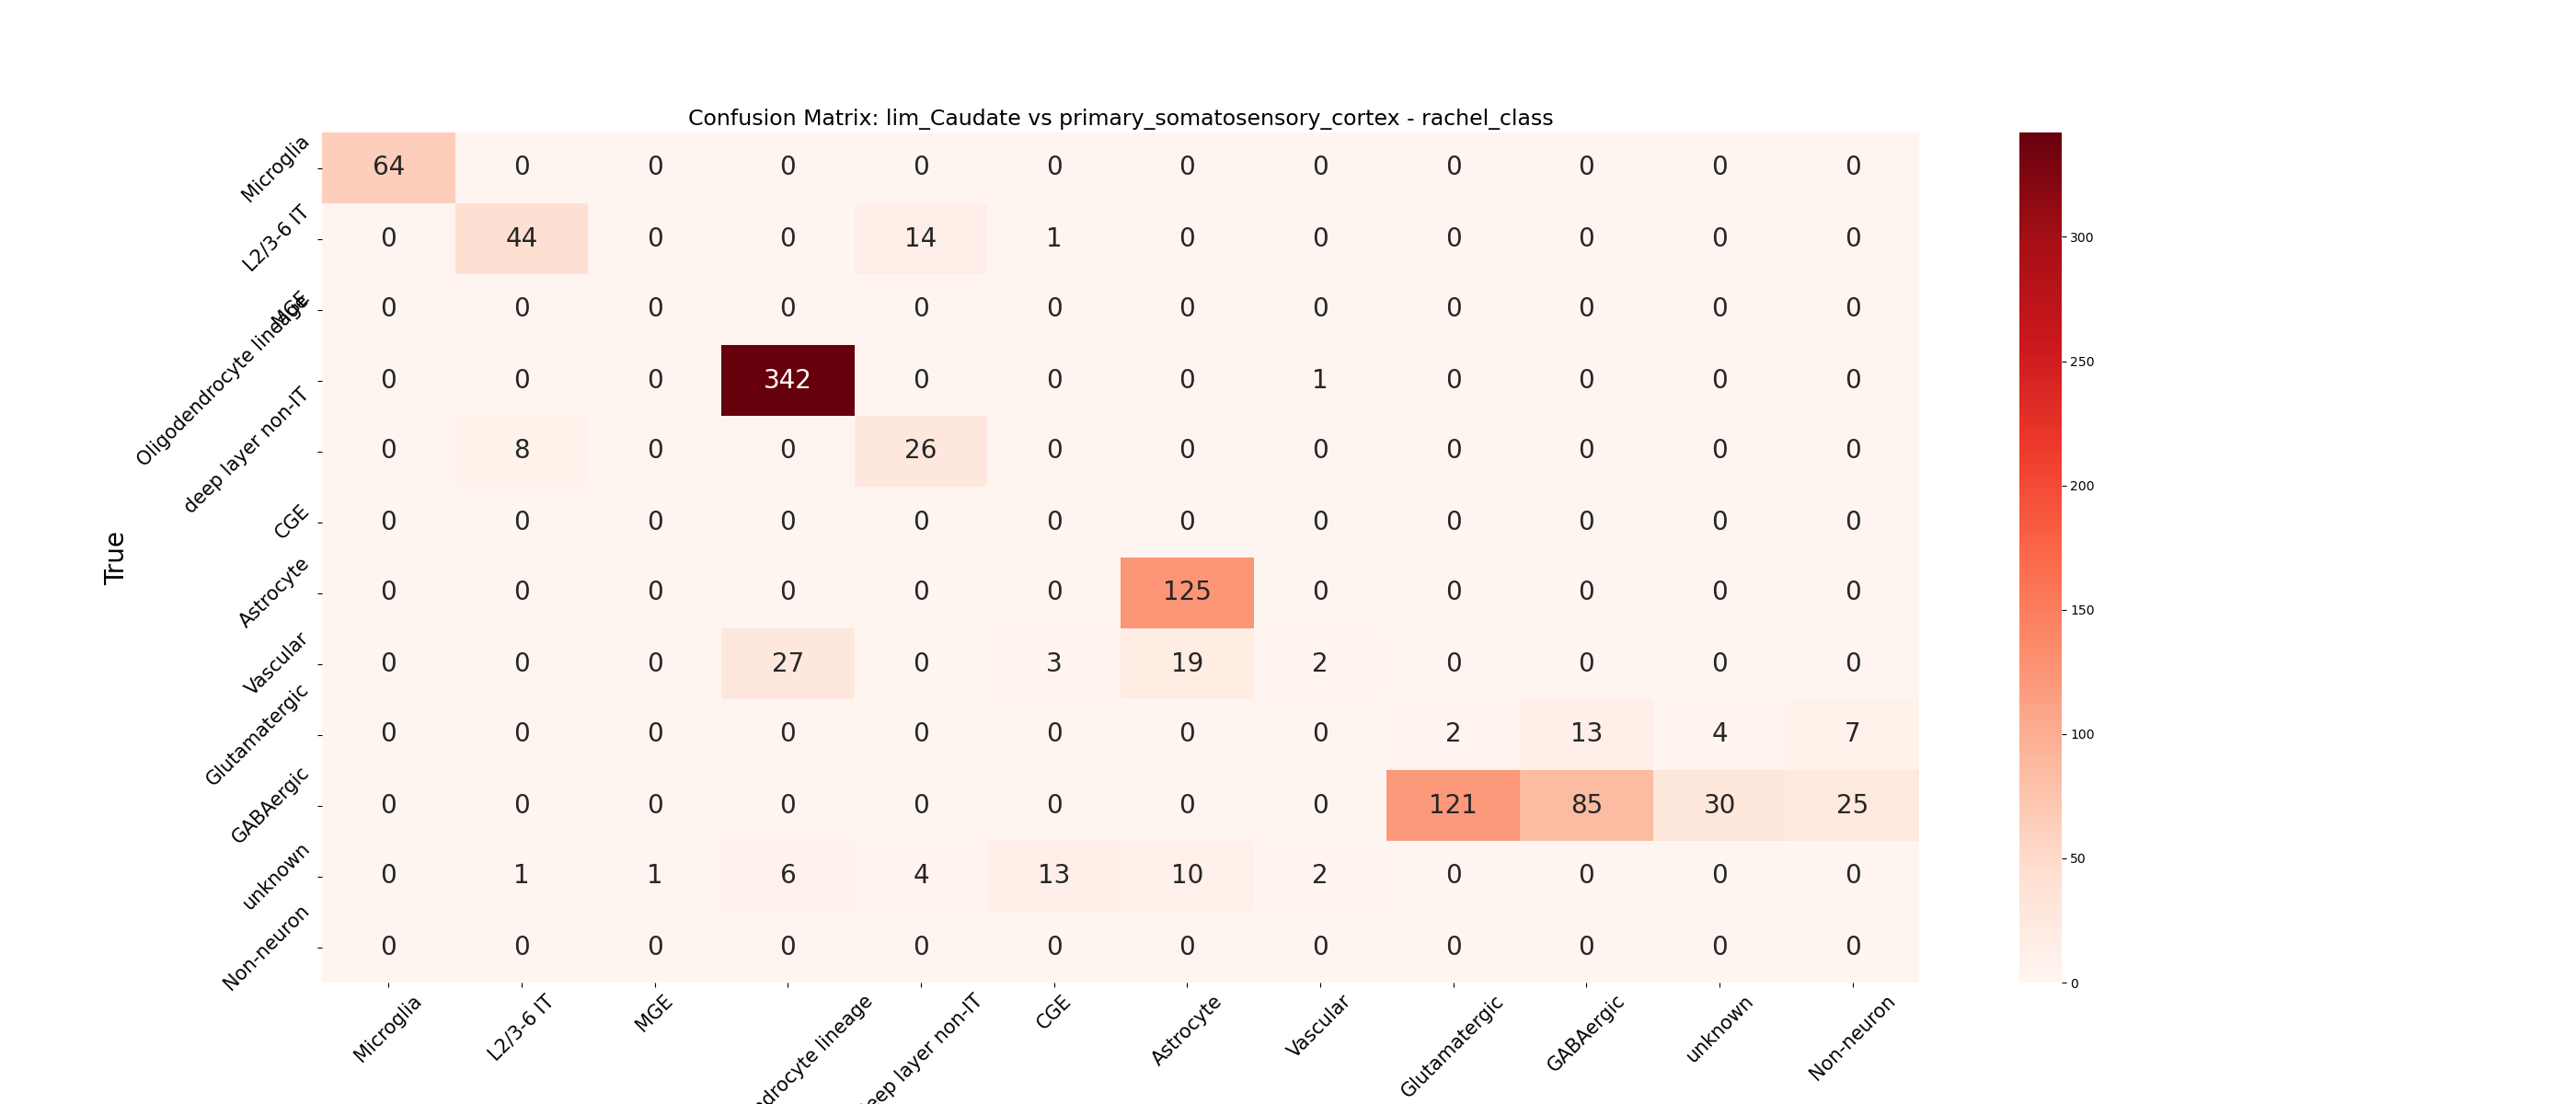 Confusion Matrix: lim_Caudate vs primary_somatosensory_cortex - rachel_class
True
Microglia 64 0 0 0 0 0 0 0 0 0 0 0
L2/3-6 IT 0 44 0 0 14 1 0 0 0 0 0 0
MGE 0 0 0 0 0 0 0 0 0 0 0 0
Oligodendrocyte lineage 0 0 0 342 0 0 0 1 0 0 0 0
deep layer non-IT 0 8 0 0 26 0 0 0 0 0 0 0
CGE 0 0 0 0 0 0 0 0 0 0 0 0
Astrocyte 0 0 0 0 0 0 125 0 0 0 0 0
Vascular 0 0 0 27 0 3 19 2 0 0 0 0
Glutamatergic 0 0 0 0 0 0 0 0 2 13 4 7
GABAergic 0 0 0 0 0 0 0 0 121 85 30 25
unknown 0 1 1 6 4 13 10 2 0 0 0 0
Non-neuron 0 0 0 0 0 0 0 0 0 0 0 0
Microglia L2/3-6 IT MGE ndrocyte lineage eep layer non-IT CGE Astrocyte Vascular Glutamatergic GABAergic unknown Non-neuron
300
250
200
150
100
50
0